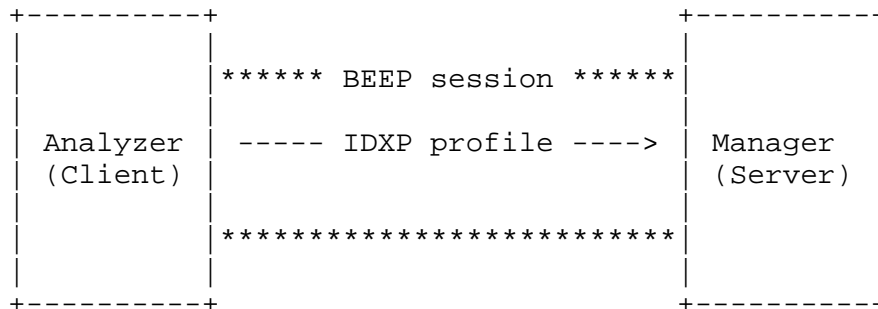 +----------+ +----------+
|          |****** BEEP session ******|          |
| Analyzer | ----- IDXP profile ----> | Manager
| (Client) | | (Server)
|          |**************************|
+----------+ +----------+